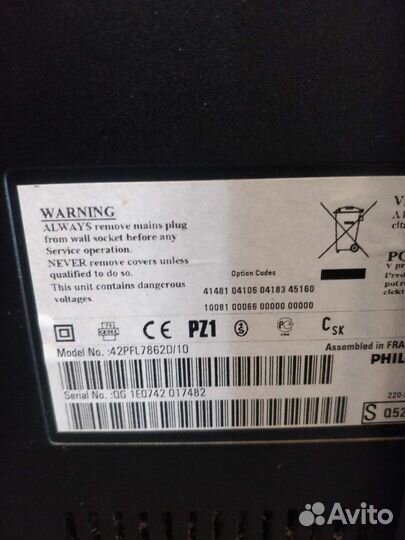 WARNING
ALWAYS remove mains plug
from wall socket before any
Service operation.
NEVER remove covers unless
qualified to do so.
This unit contains dangerous
voltages.
Option Codes
41481 04106 04183 45160
10081 00066 00000 00000
CE PZ1 C SK
Model No. :42PFL7862D/10
Assembled in FRA
PHIL
Serial No. :QG 1E0742 017482
220-
S Q52
Avito